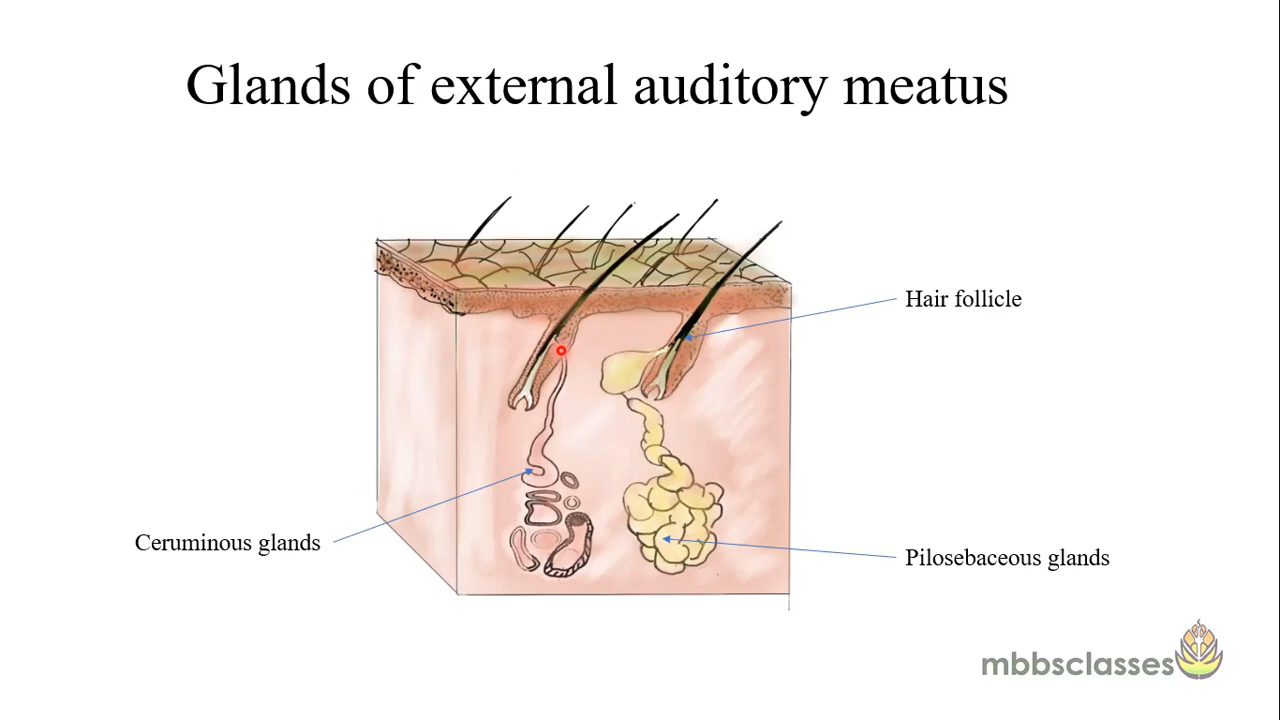 Glands of external auditory meatus
Hair follicle
Ceruminous glands
Pilosebaceous glands
mbbsclasses